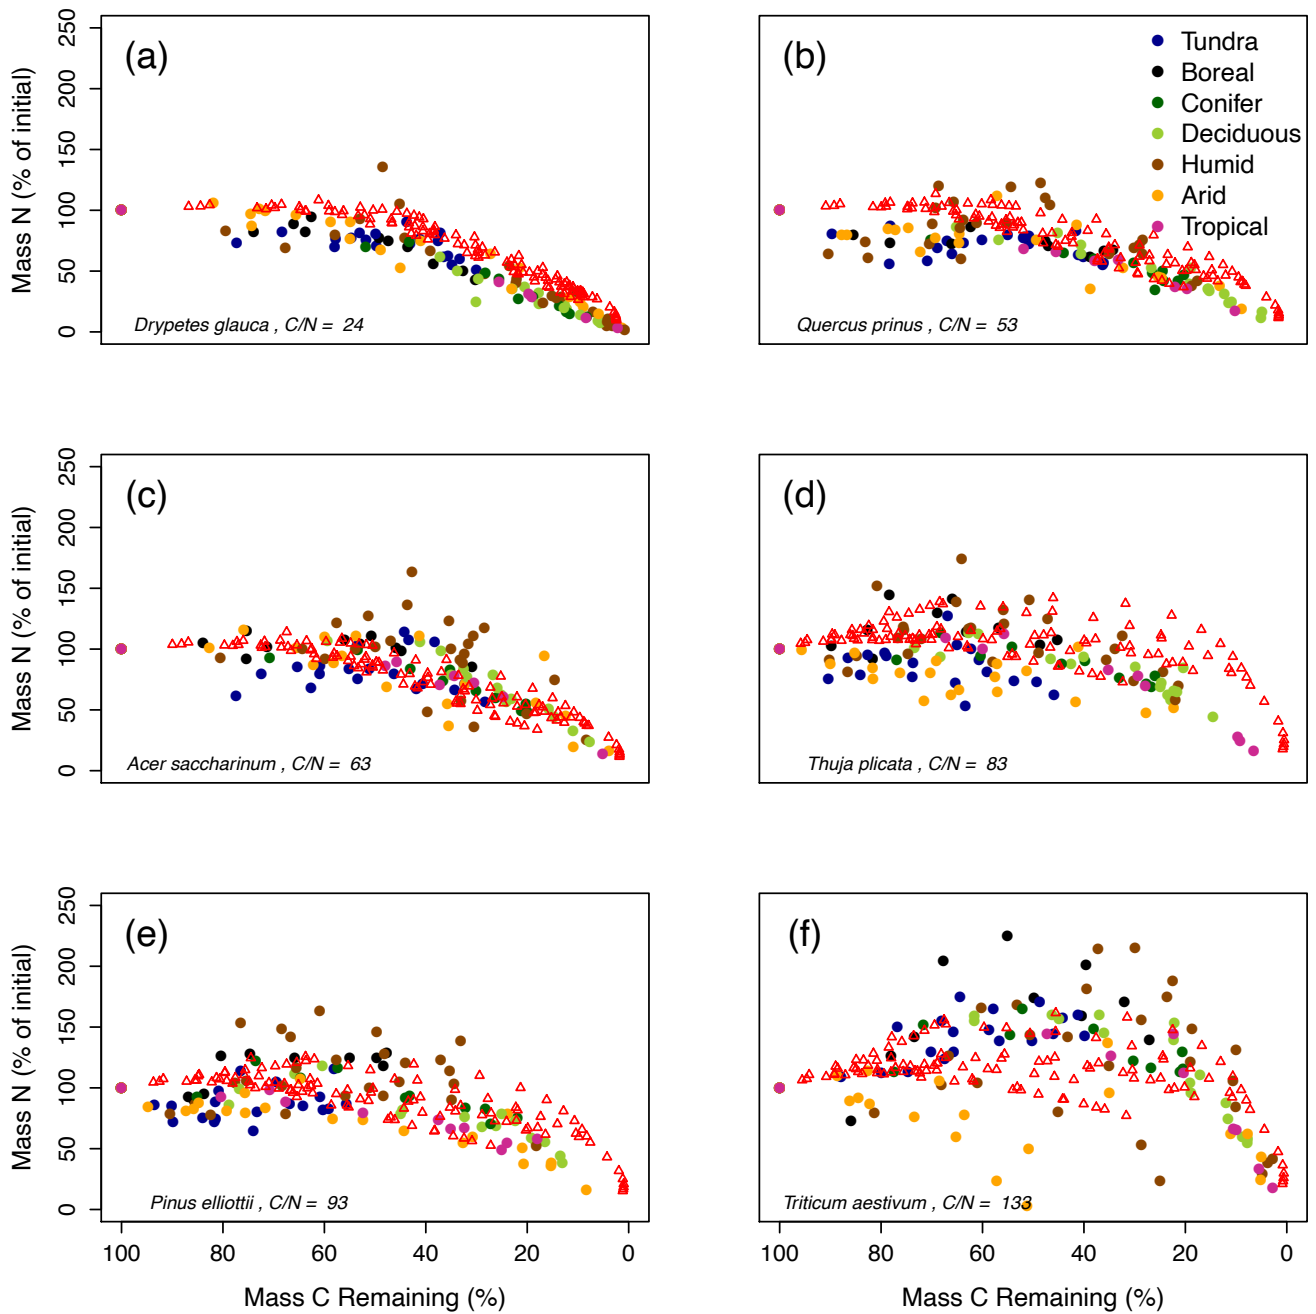 (a)
Mass N (% of initial)
250
200
150
100
50
0
Drypetes glauca , C/N = 24
(b)
Tundra
Boreal
Conifer
Deciduous
Humid
Arid
Tropical
Quercus prinus , C/N = 53
(c)
Mass N (% of initial)
250
200
150
100
50
0
Acer saccharinum , C/N = 63
(d)
Thuja plicata , C/N = 83
(e)
Mass N (% of initial)
250
200
150
100
50
0
Pinus elliottii , C/N = 93
100 80 60 40 20 0
Mass C Remaining (%)
(f)
Triticum aestivum , C/N = 133
100 80 60 40 20 0
Mass C Remaining (%)